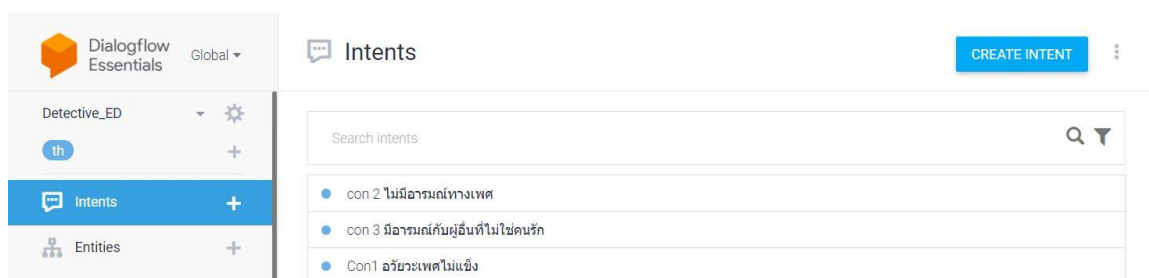 Dialogflow
Essentials
Global
Intents
CREATE INTENT
Detective_ED
th
Search intents
Intents
Entities
con 2 ไม่มีอารมณ์ทางเพศ
con 3 มีอารมณ์กับผู้อื่นที่ไม่ใช่คนรัก
Con1 อวัยวะเพศไม่แข็ง